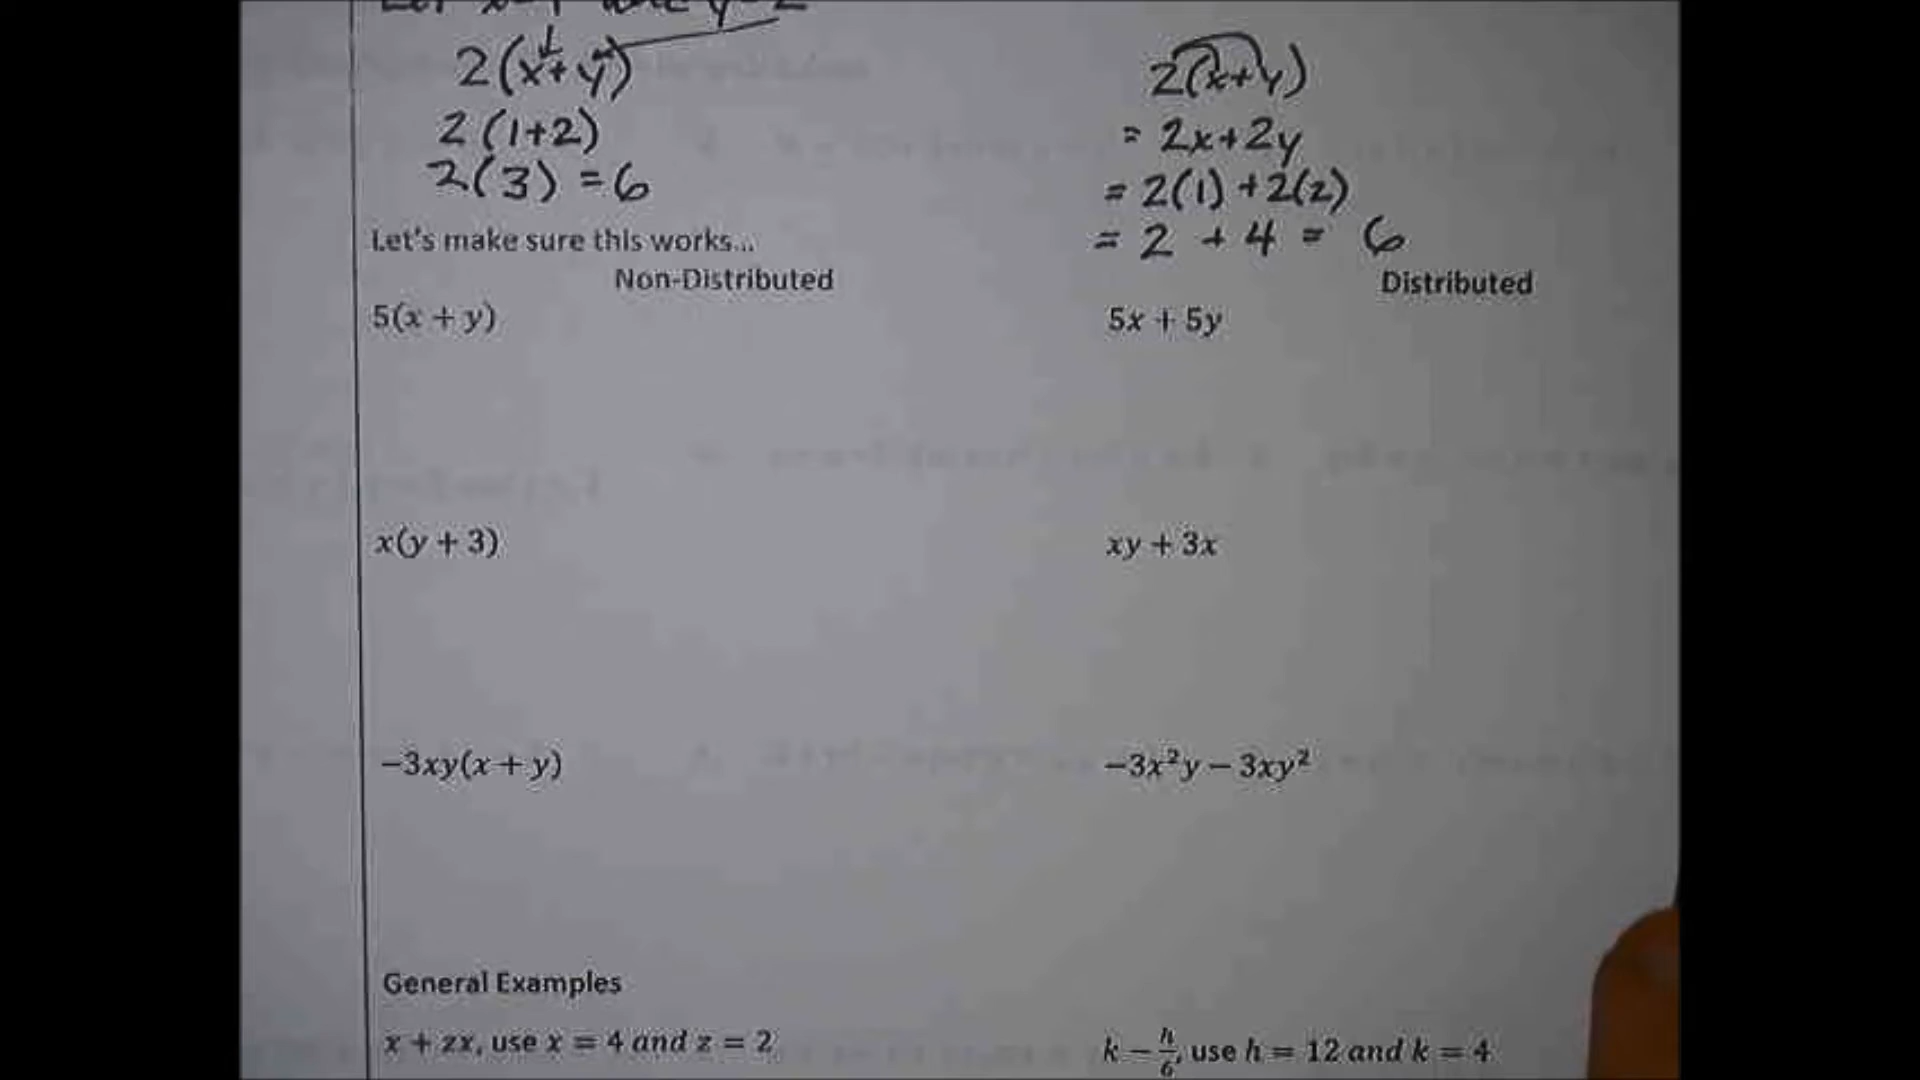 2(x+y)
2(1+2)
2(3) = 6
2(x+y)
= 2x+2y
= 2(1) +2(2)
= 2 + 4 = 6
Let's make sure this works...
Non-Distributed
Distributed
5(x + y)
5x + 5y
x(y + 3)
xy + 3x
−3xy(x + y)
−3x²y − 3xy²
General Examples
x + zx, use x = 4 and z = 2
k − h/6, use h = 12 and k = 4